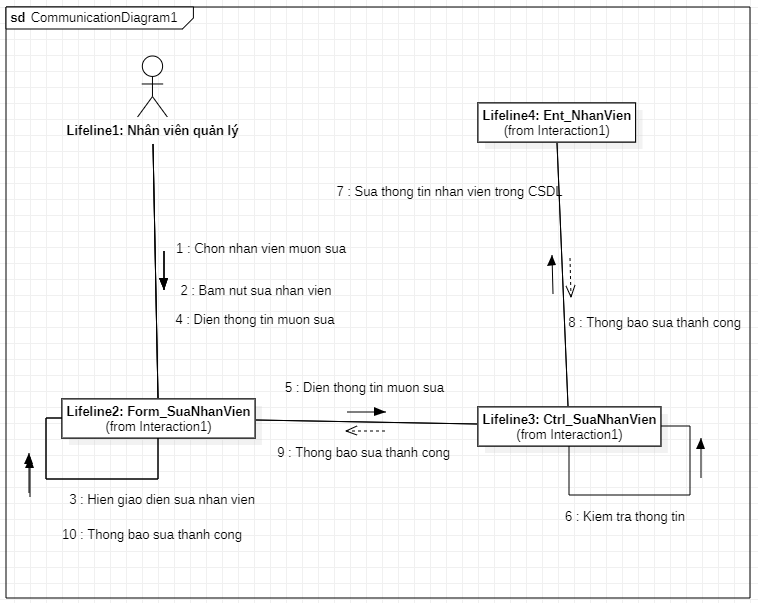 sd CommunicationDiagram1
Lifeline1: Nhân viên quản lý
Lifeline4: Ent_NhanVien
(from Interaction1)
7 : Sua thong tin nhan vien trong CSDL
1 : Chon nhan vien muon sua
2 : Bam nut sua nhan vien
4 : Dien thong tin muon sua
8 : Thong bao sua thanh cong
5 : Dien thong tin muon sua
Lifeline2: Form_SuaNhanVien
(from Interaction1)
Lifeline3: Ctrl_SuaNhanVien
(from Interaction1)
9 : Thong bao sua thanh cong
3 : Hien giao dien sua nhan vien
6 : Kiem tra thong tin
10 : Thong bao sua thanh cong